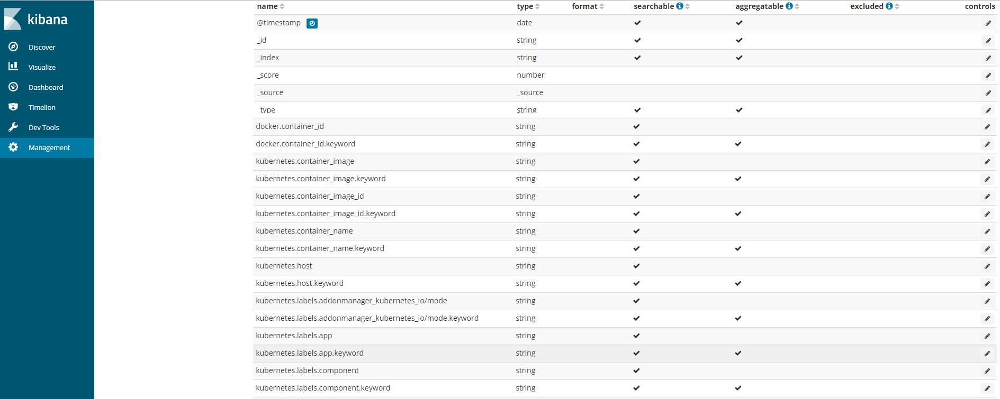 kibana
Discover
Visualize
Dashboard
Timelion
Dev Tools
Management
name type format searchable aggregatable excluded controls
@timestamp date
_id string
_index string
_score number
_source _source
_type string
docker.container_id string
docker.container_id.keyword string
kubernetes.container_image string
kubernetes.container_image.keyword string
kubernetes.container_image_id string
kubernetes.container_image_id.keyword string
kubernetes.container_name string
kubernetes.container_name.keyword string
kubernetes.host string
kubernetes.host.keyword string
kubernetes.labels.addonmanager_kubernetes_io/mode string
kubernetes.labels.addonmanager_kubernetes_io/mode.keyword string
kubernetes.labels.app string
kubernetes.labels.app.keyword string
kubernetes.labels.component string
kubernetes.labels.component.keyword string